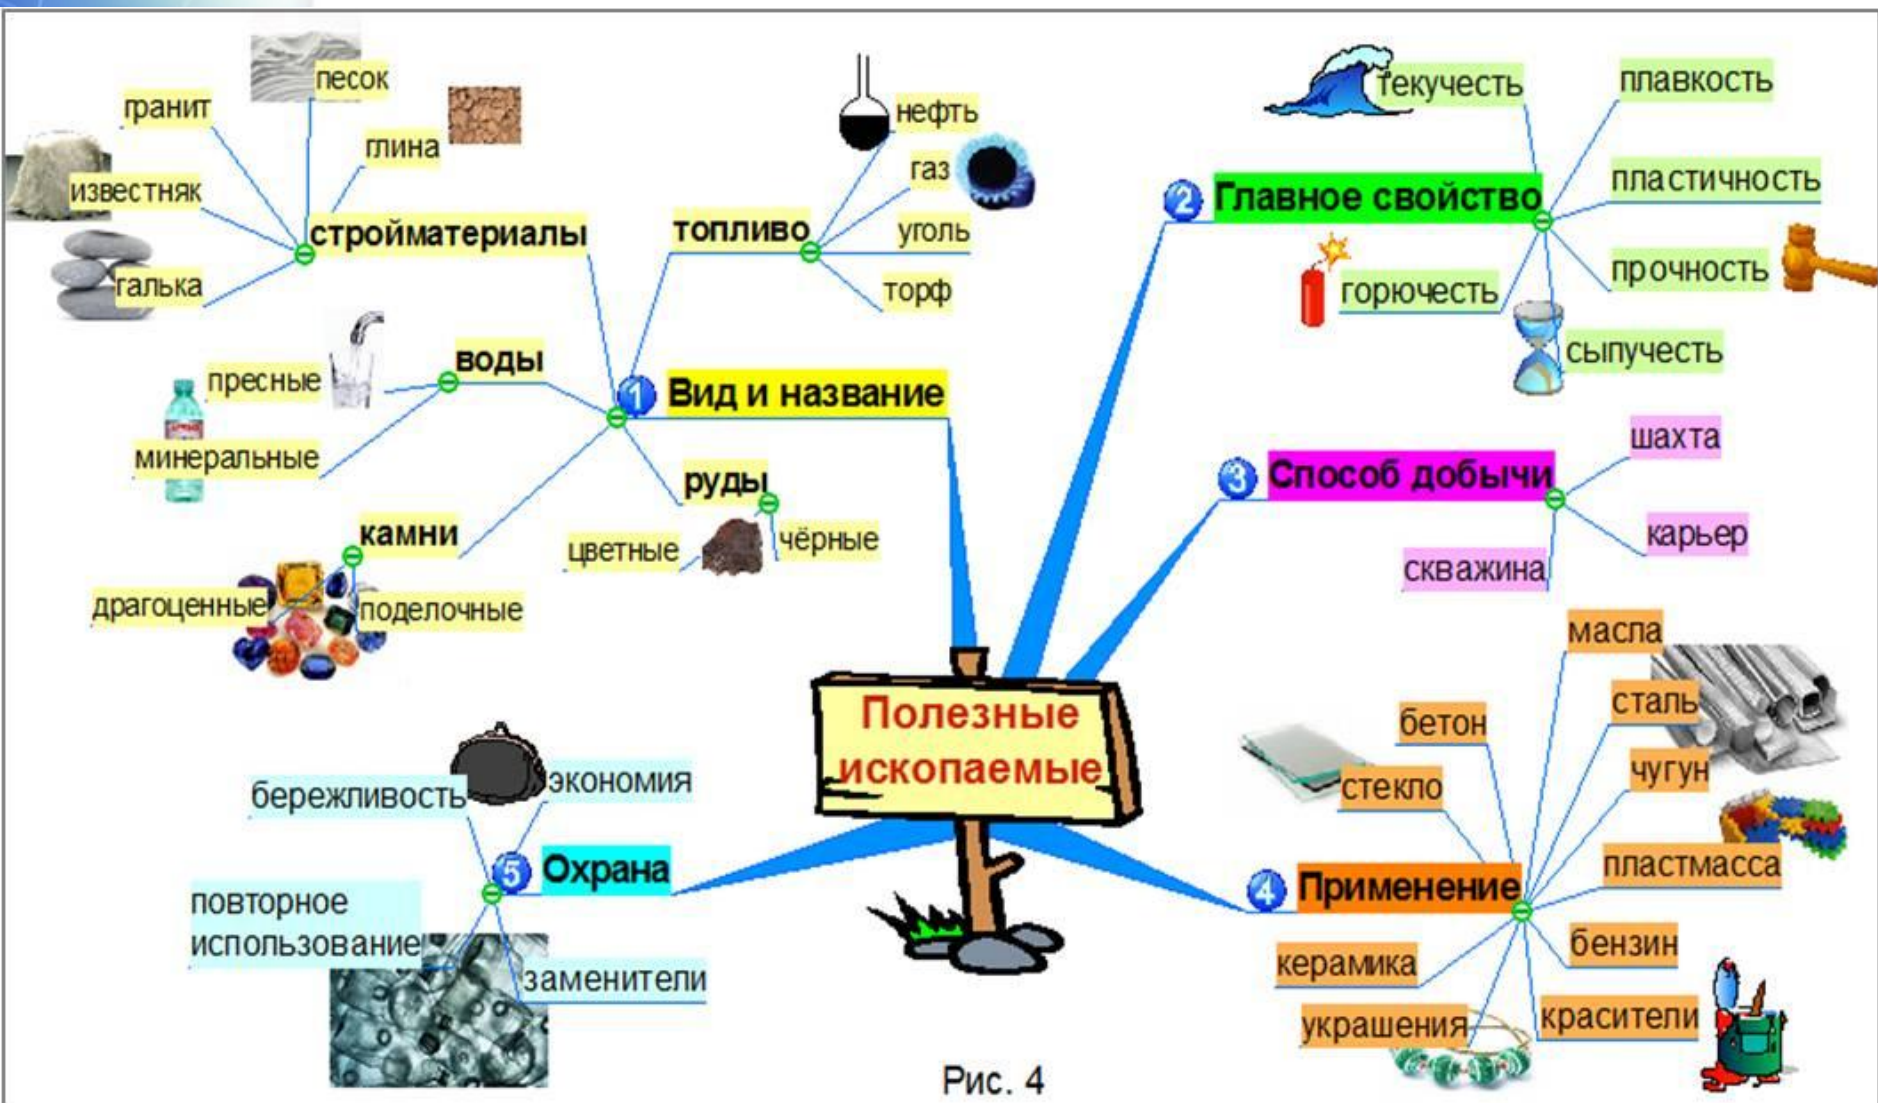 Полезные
ископаемые
1
Вид и название
стройматериалы
песок
гранит
глина
известняк
галька
топливо
нефть
газ
уголь
торф
воды
пресные
минеральные
руды
цветные
чёрные
камни
драгоценные
поделочные
2
Главное свойство
текучесть
плавкость
пластичность
прочность
горючесть
сыпучесть
3
Способ добычи
шахта
карьер
скважина
4
Применение
масла
сталь
бетон
чугун
стекло
пластмасса
бензин
керамика
красители
украшения
5
Охрана
экономия
бережливость
повторное
использование
заменители
Рис. 4